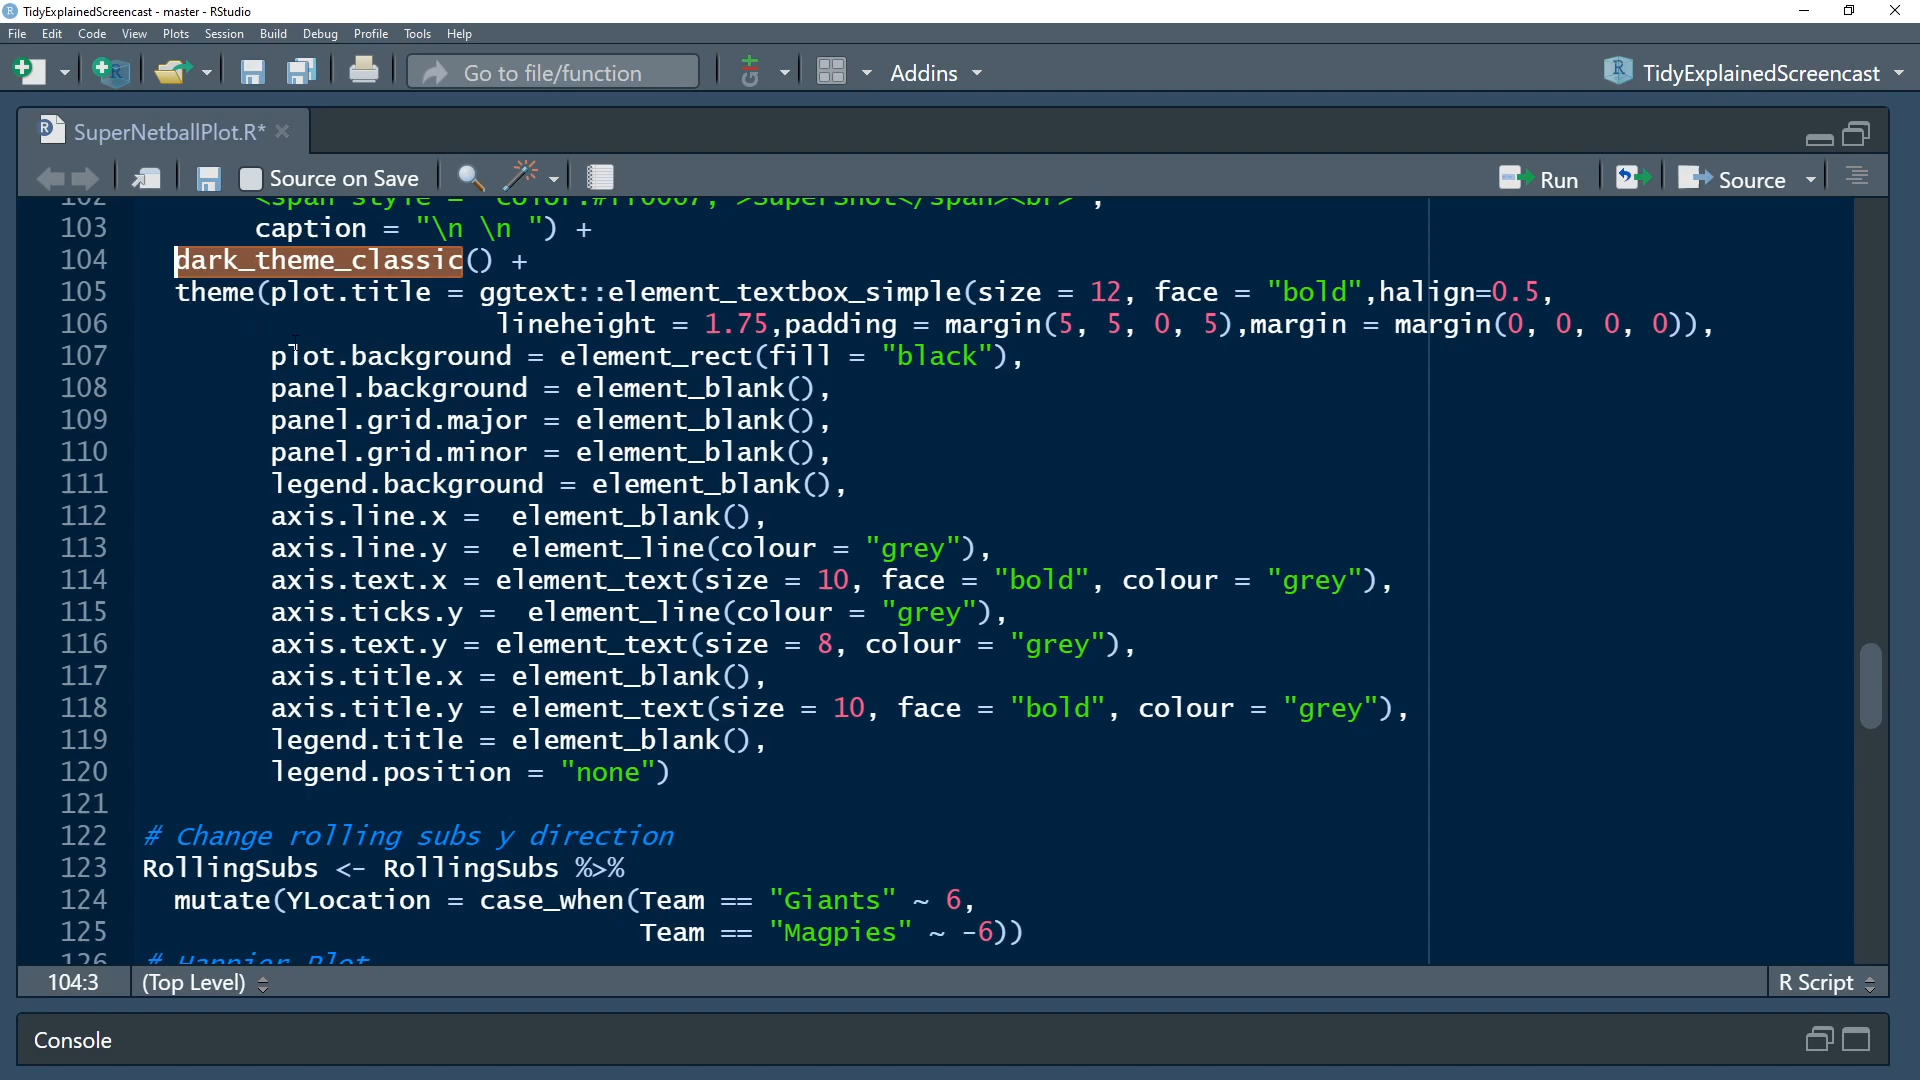 TidyExplainedScreencast - master - RStudio
File Edit Code View Plots Session Build Debug Profile Tools Help
Go to file/function
Addins
TidyExplainedScreencast
SuperNetballPlot.R*
Source on Save
Run
Source
103 caption = "\n \n ") +
104 dark_theme_classic() +
105 theme(plot.title = ggtext::element_textbox_simple(size = 12, face = "bold",halign=0.5,
106 lineheight = 1.75,padding = margin(5, 5, 0, 5),margin = margin(0, 0, 0, 0)),
107 plot.background = element_rect(fill = "black"),
108 panel.background = element_blank(),
109 panel.grid.major = element_blank(),
110 panel.grid.minor = element_blank(),
111 legend.background = element_blank(),
112 axis.line.x =  element_blank(),
113 axis.line.y =  element_line(colour = "grey"),
114 axis.text.x = element_text(size = 10, face = "bold", colour = "grey"),
115 axis.ticks.y =  element_line(colour = "grey"),
116 axis.text.y = element_text(size = 8, colour = "grey"),
117 axis.title.x = element_blank(),
118 axis.title.y = element_text(size = 10, face = "bold", colour = "grey"),
119 legend.title = element_blank(),
120 legend.position = "none")
121
122 # Change rolling subs y direction
123 RollingSubs <- RollingSubs %>%
124 mutate(YLocation = case_when(Team == "Giants" ~ 6,
125 Team == "Magpies" ~ -6))
126 # Happier Plot
104:3
(Top Level)
R Script
Console